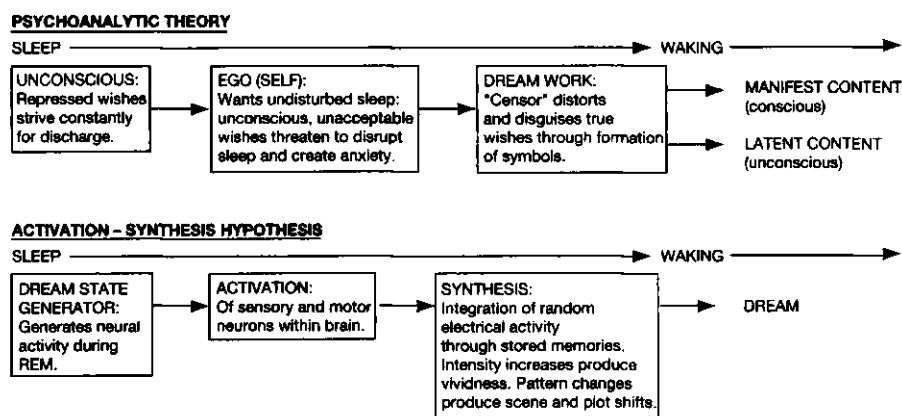 PSYCHOANALYTIC THEORY
SLEEP WAKING
UNCONSCIOUS:
Repressed wishes
strive constantly
for discharge.
EGO (SELF):
Wants undisturbed sleep:
unconscious, unacceptable
wishes threaten to disrupt
sleep and create anxiety.
DREAM WORK:
"Censor" distorts
and disguises true
wishes through formation
of symbols.
MANIFEST CONTENT
(conscious)
LATENT CONTENT
(unconscious)
ACTIVATION – SYNTHESIS HYPOTHESIS
SLEEP WAKING
DREAM STATE
GENERATOR:
Generates neural
activity during
REM.
ACTIVATION:
Of sensory and motor
neurons within brain.
SYNTHESIS:
Integration of random
electrical activity
through stored memories.
Intensity increases produce
vividness. Pattern changes
produce scene and plot shifts.
DREAM